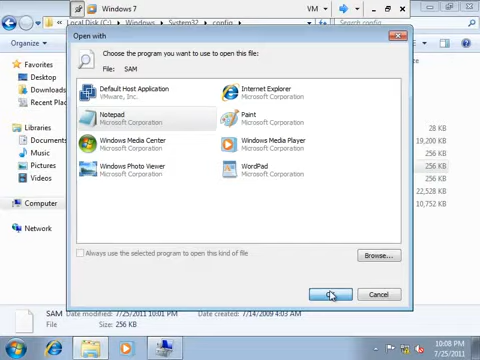 Windows 7
VM
Local Disk (C:) Windows System32 config
Organize
Open with
Choose the program you want to use to open this file:
File: SAM
Favorites
Desktop
Downloads
Recent Plac
Libraries
Documents
Music
Pictures
Videos
Computer
Network
Default Host Application
VMware, Inc.
Internet Explorer
Microsoft Corporation
Notepad
Microsoft Corporation
Paint
Microsoft Corporation
Windows Media Center
Microsoft Corporation
Windows Media Player
Microsoft Corporation
Windows Photo Viewer
Microsoft Corporation
WordPad
Microsoft Corporation
28 KB
19,200 KB
256 KB
256 KB
256 KB
22,528 KB
10,752 KB
Always use the selected program to open this kind of file
Browse...
Cancel
SAM Date modified: 7/25/2011 10:01 PM Date created: 7/14/2009 4:03 AM
Size: 256 KB
10:08 PM
7/25/2011